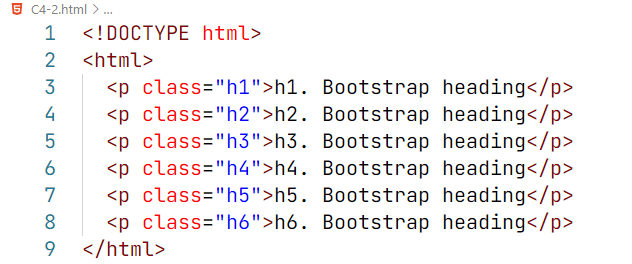 C4-2.html > ...
1 <!DOCTYPE html>
2 <html>
3 <p class="h1">h1. Bootstrap heading</p>
4 <p class="h2">h2. Bootstrap heading</p>
5 <p class="h3">h3. Bootstrap heading</p>
6 <p class="h4">h4. Bootstrap heading</p>
7 <p class="h5">h5. Bootstrap heading</p>
8 <p class="h6">h6. Bootstrap heading</p>
9 </html>